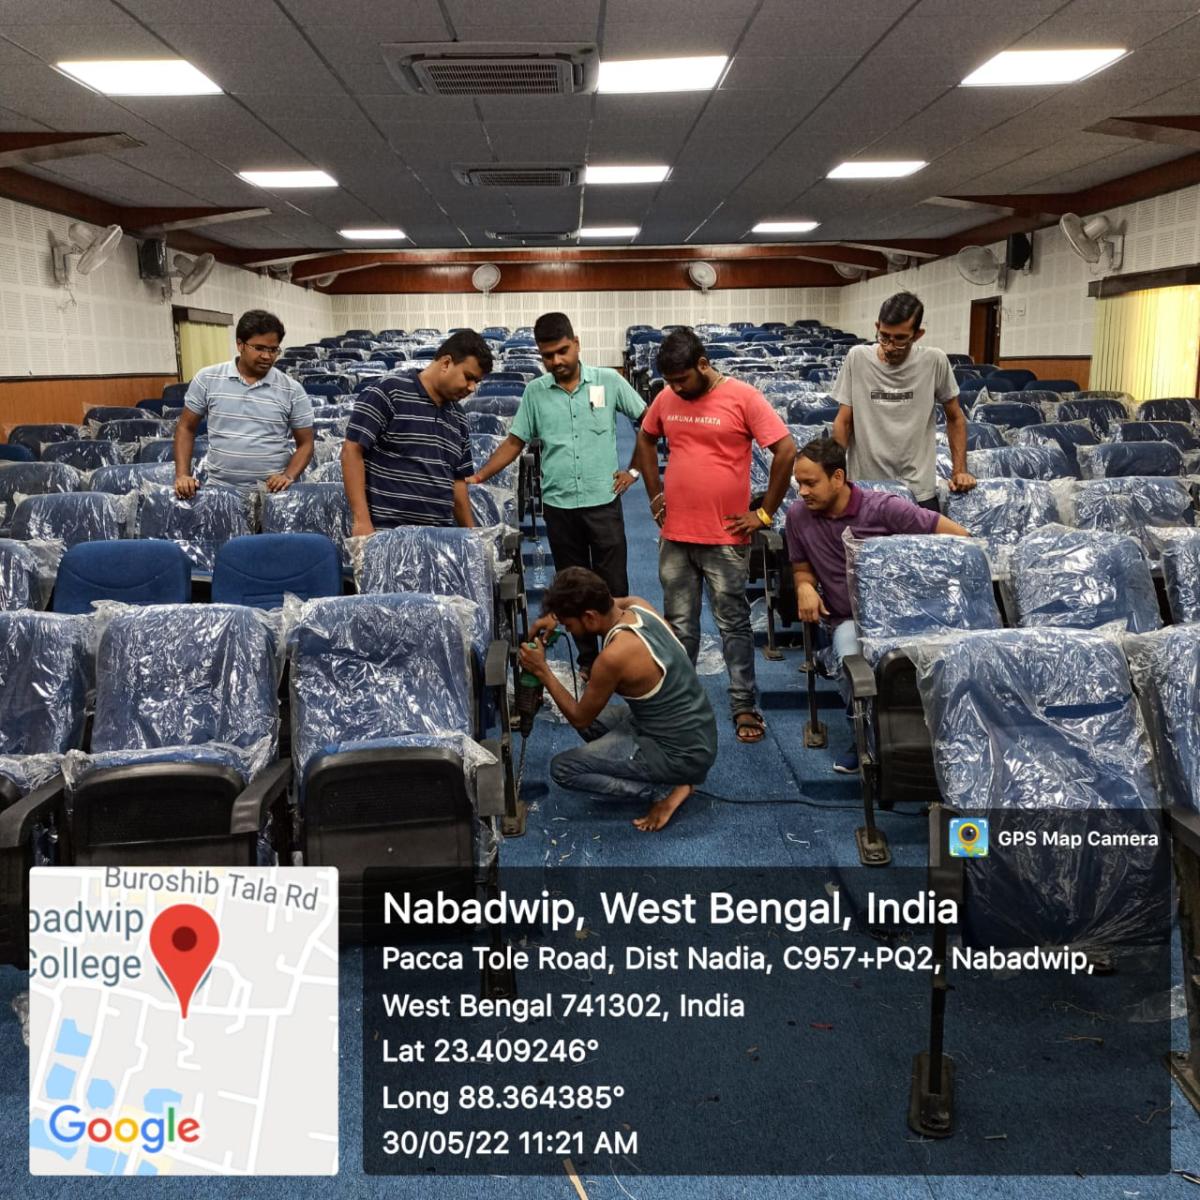 HAKUNA MATATA
GPS Map Camera
Buroshib Tala Rd
badwip
College
Google
Nabadwip, West Bengal, India
Pacca Tole Road, Dist Nadia, C957+PQ2, Nabadwip,
West Bengal 741302, India
Lat 23.409246°
Long 88.364385°
30/05/22 11:21 AM